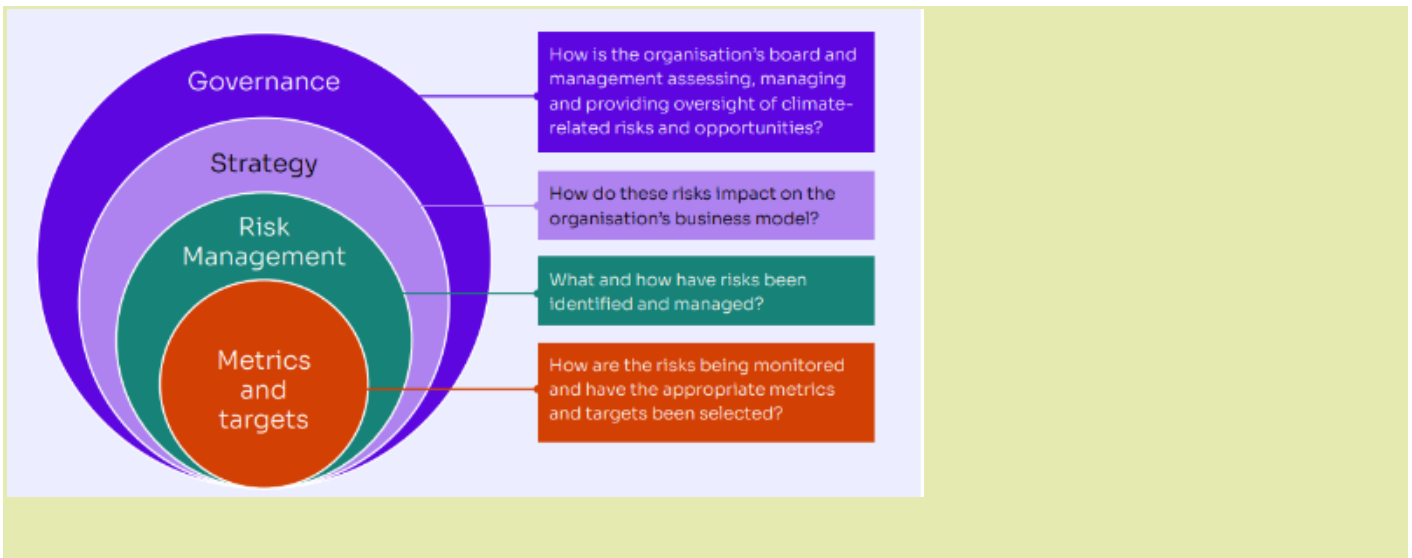 Governance
How is the organisation's board and
management assessing, managing
and providing oversight of climate-
related risks and opportunities?
Strategy
How do these risks impact on the
organisation's business model?
Risk
Management
What and how have risks been
identified and managed?
Metrics
and
targets
How are the risks being monitored
and have the appropriate metrics
and targets been selected?